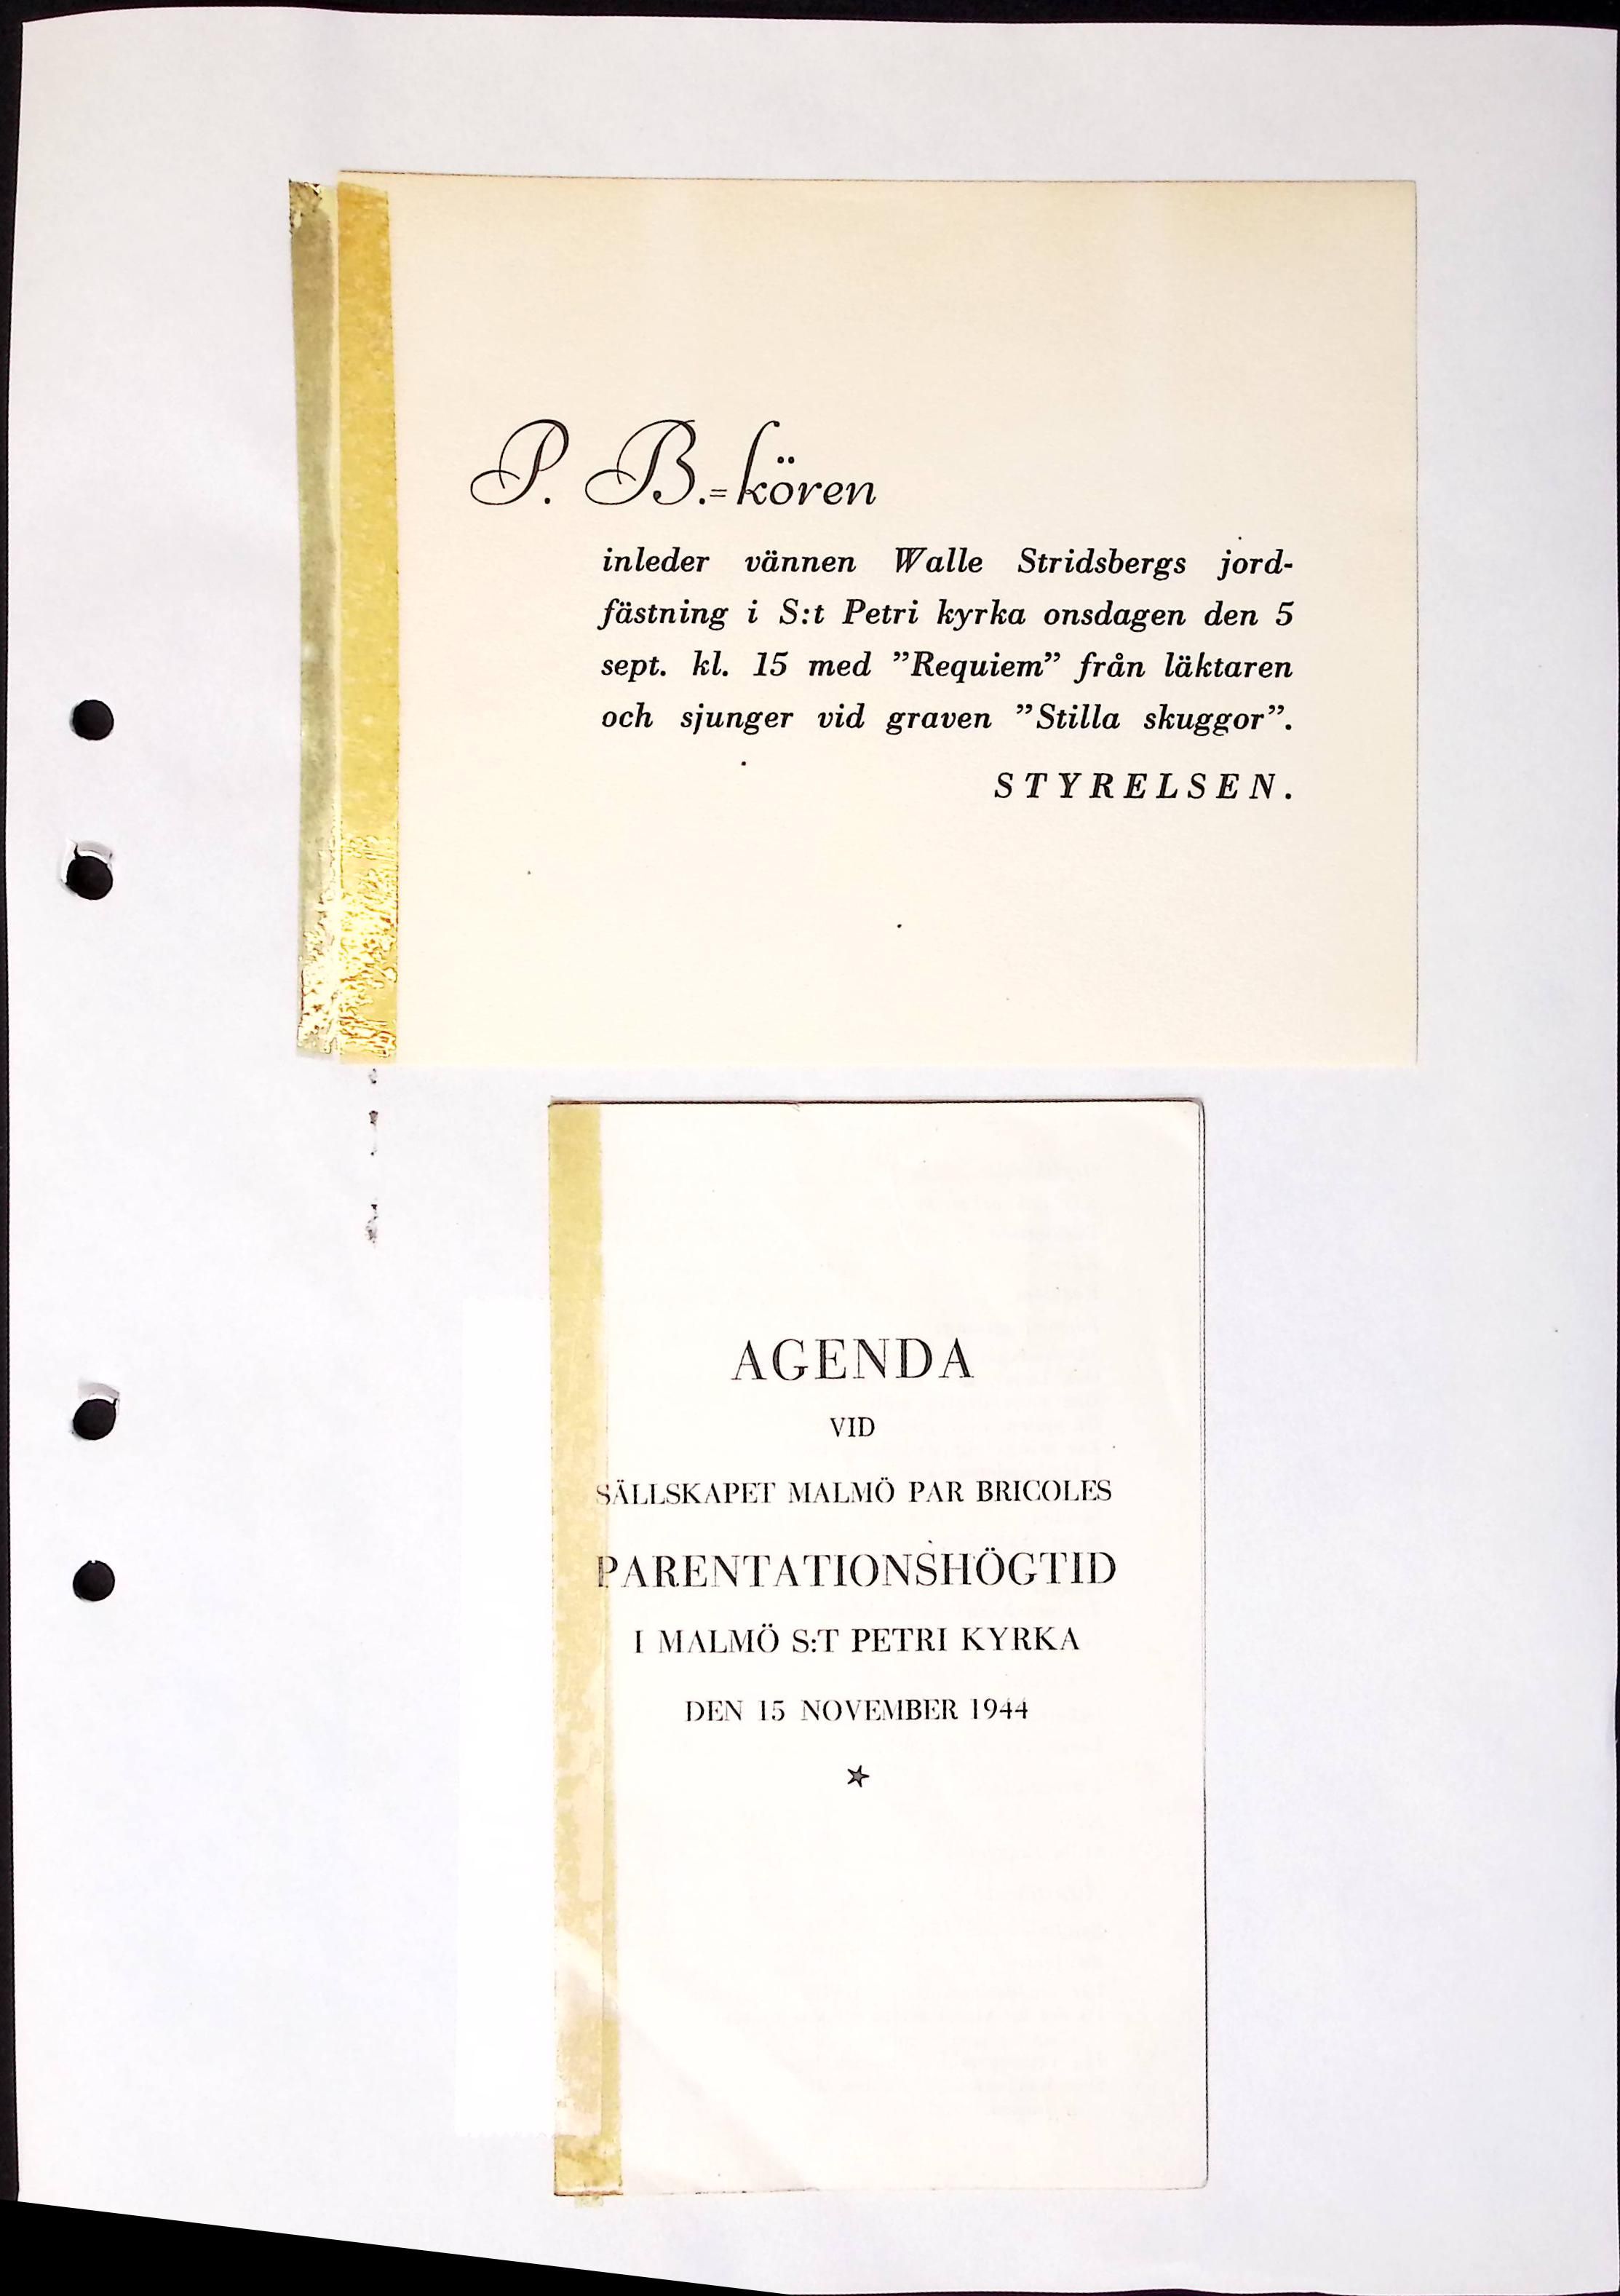 P. B.=kören
inleder vännen Walle Stridsbergs jord-
fästning i S:t Petri kyrka onsdagen den 5
sept. kl. 15 med ”Requiem” från läktaren
och sjunger vid graven ”Stilla skuggor”.
STYRELSEN.
AGENDA
VID
SÄLLSKAPET MALMÖ PAR BRICOLES
PARENTATIONSHÖGTID
I MALMÖ S:T PETRI KYRKA
DEN 15 NOVEMBER 1944